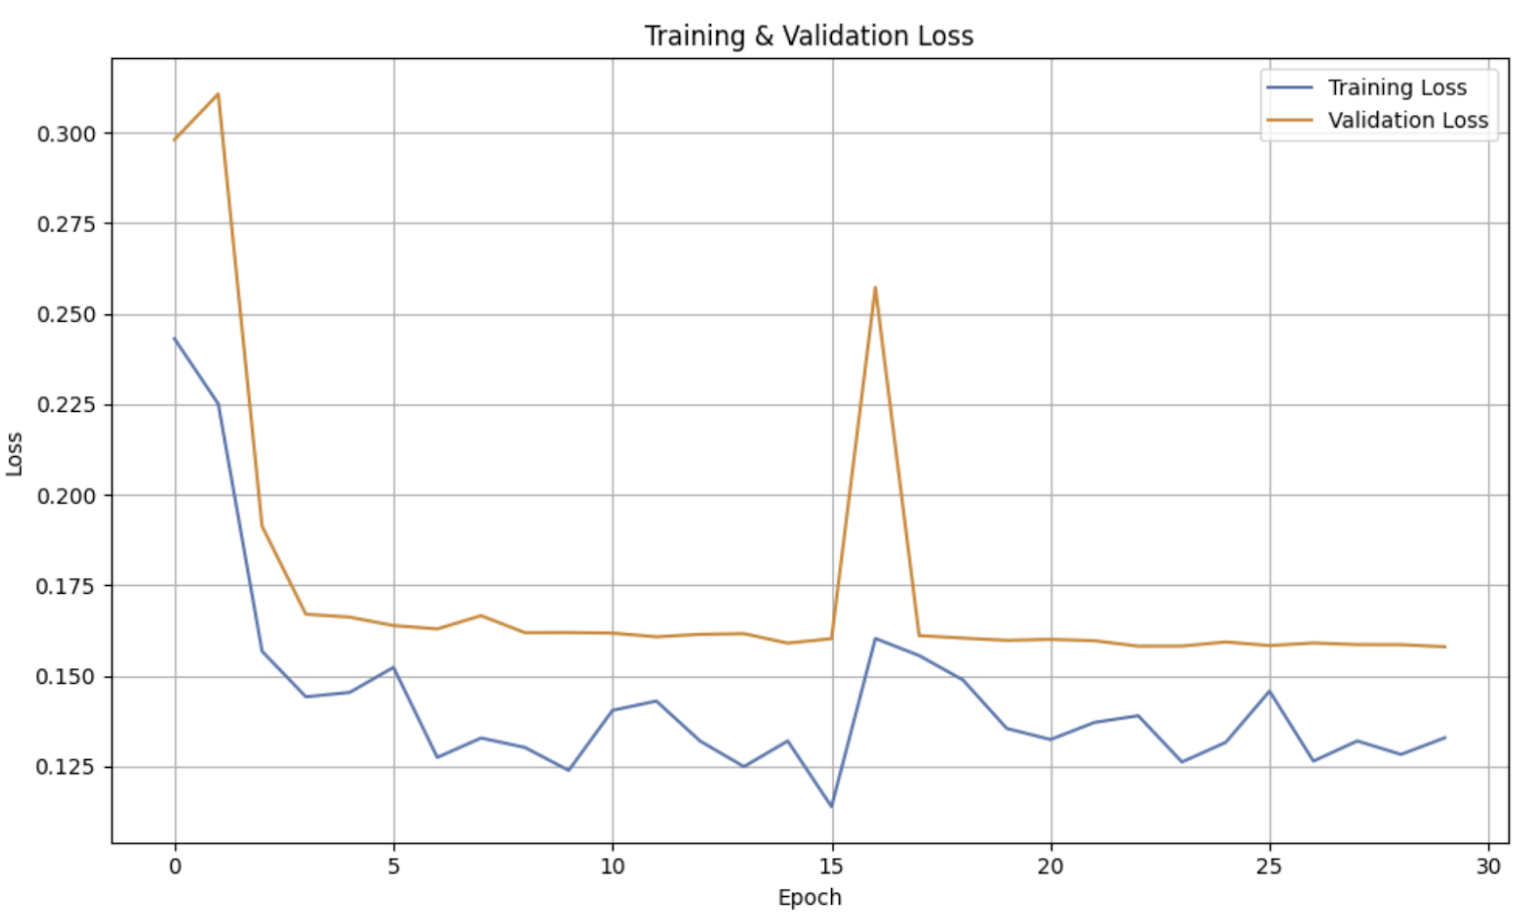 Training & Validation Loss
Training Loss
Validation Loss
0.300
0.275
0.250
0.225
0.200
0.175
0.150
0.125
Loss
0 5 10 15 20 25 30
Epoch